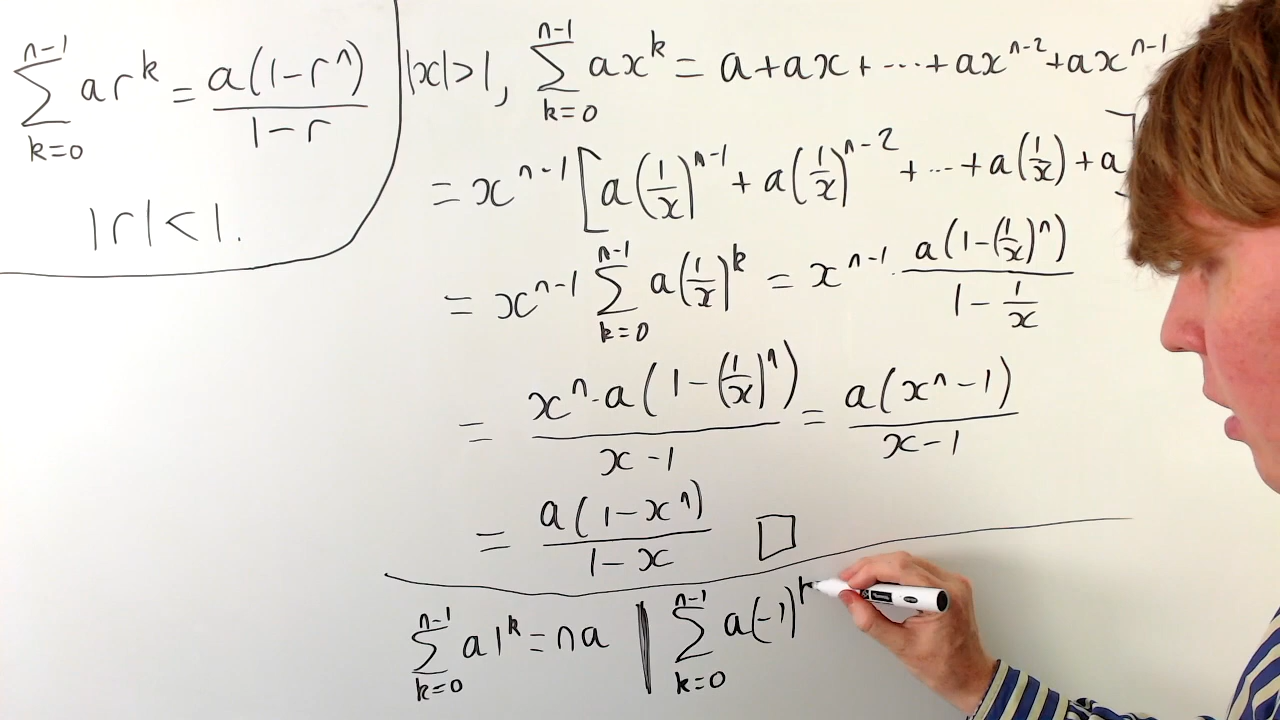 n-1
∑ ar^k = a(1-r^n) / 1-r
k=0
|r|<1.
|x|>1, n-1 ∑ k=0 ax^k = a+ax+...+ax^(n-2)+ax^(n-1)
= x^(n-1) [a(1/x)^(n-1) + a(1/x)^(n-2) + ... + a(1/x) + a]
= x^(n-1) n-1 ∑ k=0 a(1/x)^k = x^(n-1) · a(1-(1/x)^n) / 1-1/x
= x^n · a(1-(1/x)^n) / x-1 = a(x^n-1) / x-1
= a(1-x^n) / 1-x □
n-1 ∑ k=0 a1^k = na | n-1 ∑ k=0 a(-1)